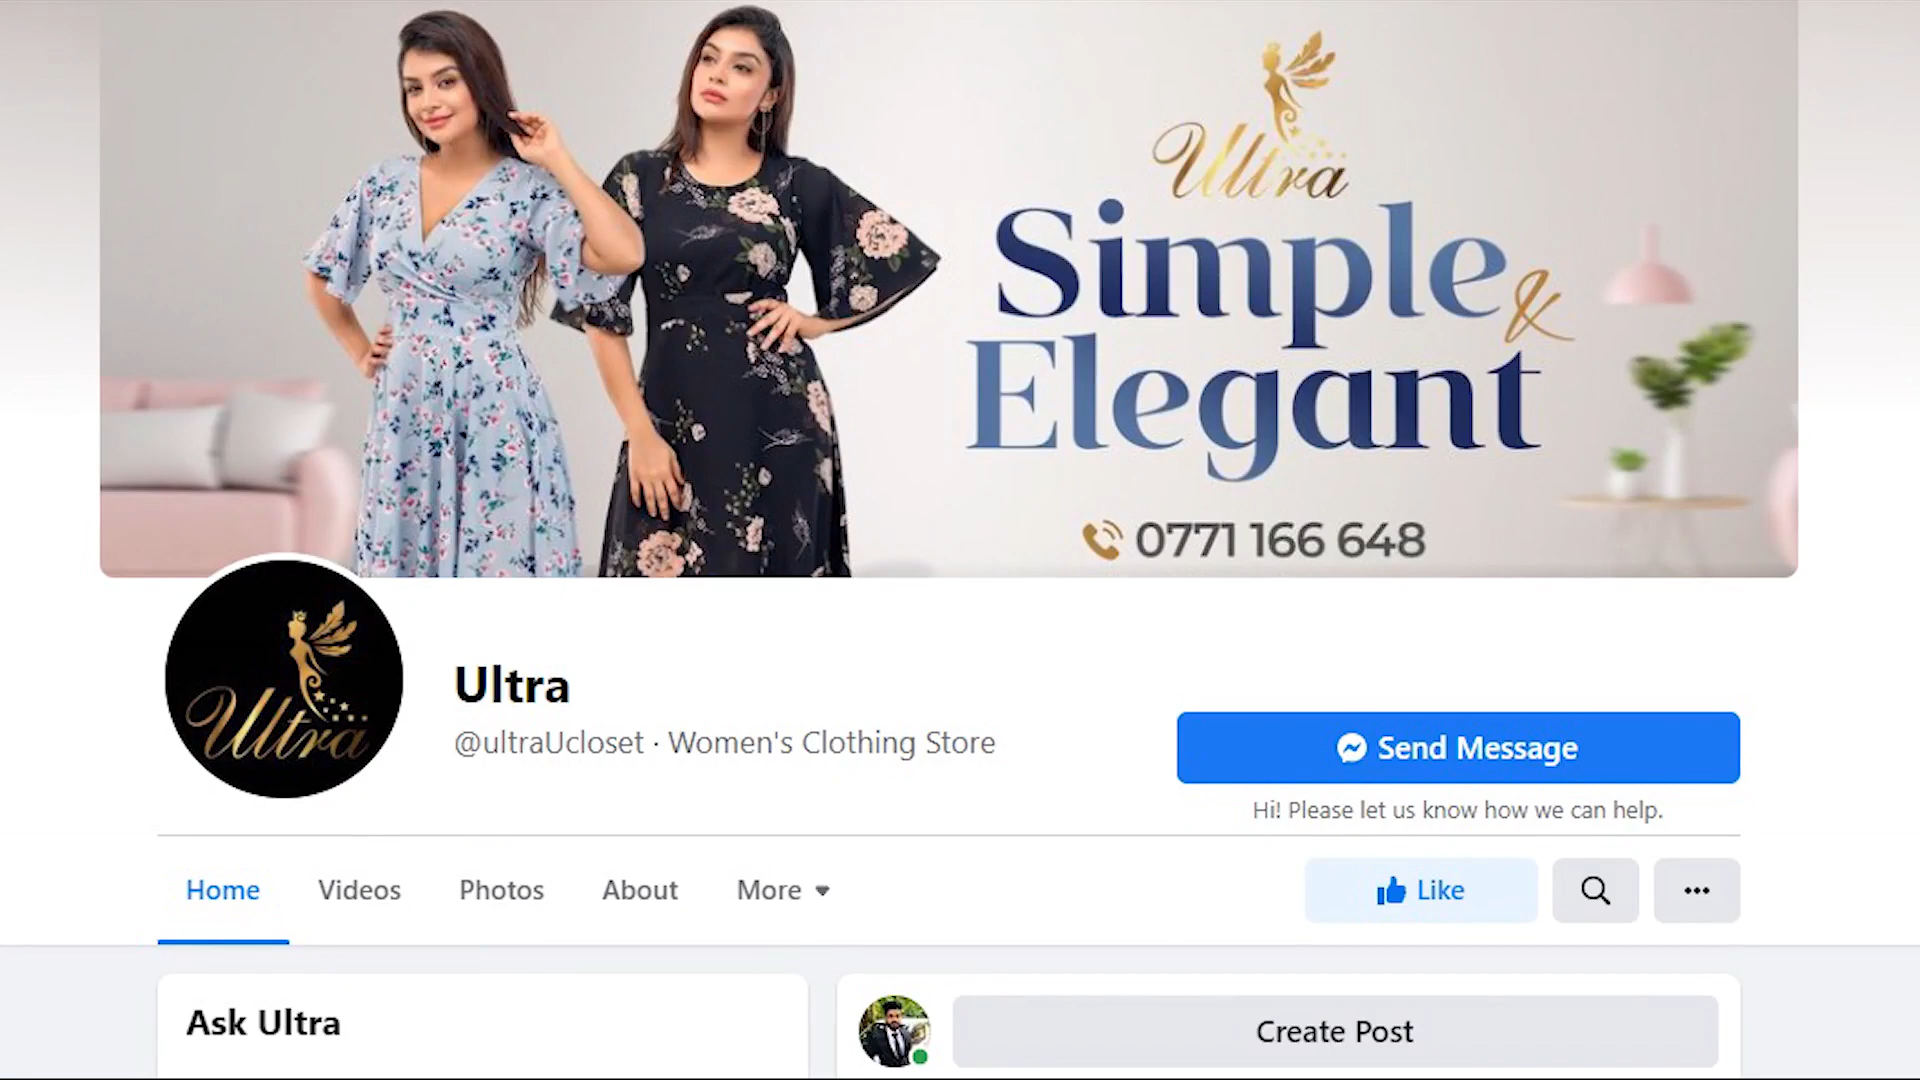 Ultra
Simple &
Elegant
0771 166 648
Ultra
Ultra
@ultraUcloset · Women's Clothing Store
Send Message
Hi! Please let us know how we can help.
Home Videos Photos About More
Like
Ask Ultra
Create Post